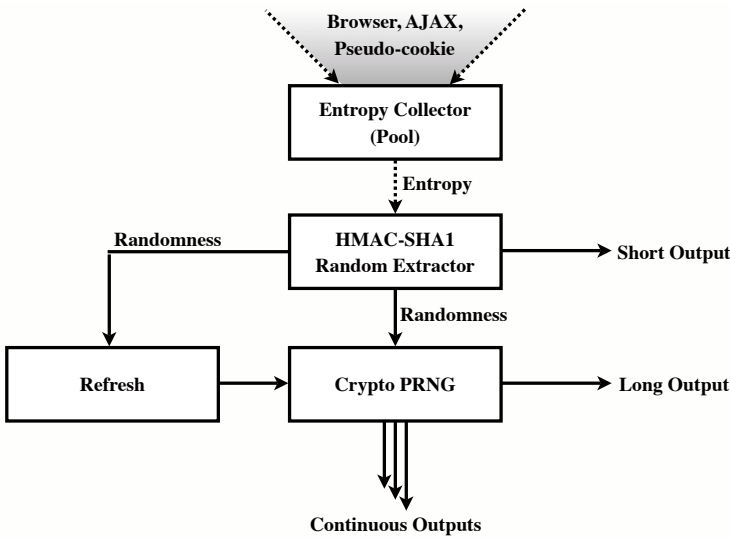 Browser, AJAX,
Pseudo-cookie
Entropy Collector
(Pool)
Entropy
Randomness
HMAC-SHA1
Random Extractor
Short Output
Randomness
Refresh
Crypto PRNG
Long Output
Continuous Outputs